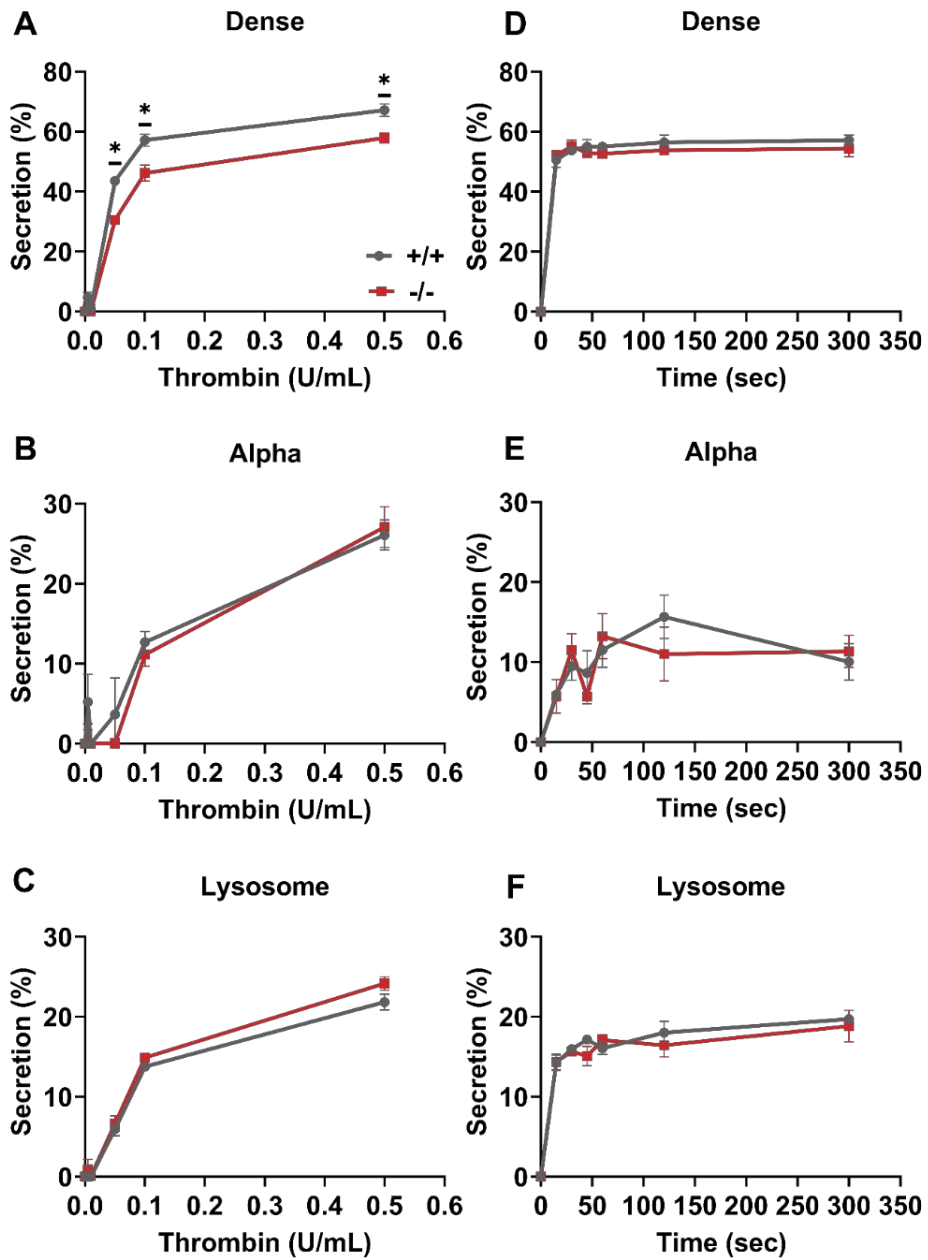 A
Dense
Secretion (%)
80
60
40
20
0
*
*
*
+/+
-/-
0.0 0.1 0.2 0.3 0.4 0.5 0.6
Thrombin (U/mL)
D
Dense
Secretion (%)
80
60
40
20
0
0 50 100 150 200 250 300 350
Time (sec)
B
Alpha
Secretion (%)
30
20
10
0
0.0 0.1 0.2 0.3 0.4 0.5 0.6
Thrombin (U/mL)
E
Alpha
Secretion (%)
30
20
10
0
0 50 100 150 200 250 300 350
Time (sec)
C
Lysosome
Secretion (%)
30
20
10
0
0.0 0.1 0.2 0.3 0.4 0.5 0.6
Thrombin (U/mL)
F
Lysosome
Secretion (%)
30
20
10
0
0 50 100 150 200 250 300 350
Time (sec)